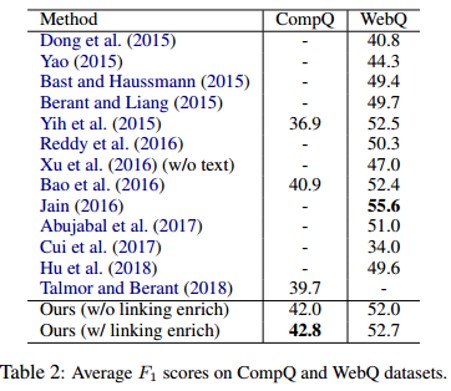 Method CompQ WebQ
Dong et al. (2015) - 40.8
Yao (2015) - 44.3
Bast and Haussmann (2015) - 49.4
Berant and Liang (2015) - 49.7
Yih et al. (2015) 36.9 52.5
Reddy et al. (2016) - 50.3
Xu et al. (2016) (w/o text) - 47.0
Bao et al. (2016) 40.9 52.4
Jain (2016) - 55.6
Abujabal et al. (2017) - 51.0
Cui et al. (2017) - 34.0
Hu et al. (2018) - 49.6
Talmor and Berant (2018) 39.7 -
Ours (w/o linking enrich) 42.0 52.0
Ours (w/ linking enrich) 42.8 52.7
Table 2: Average F1 scores on CompQ and WebQ datasets.